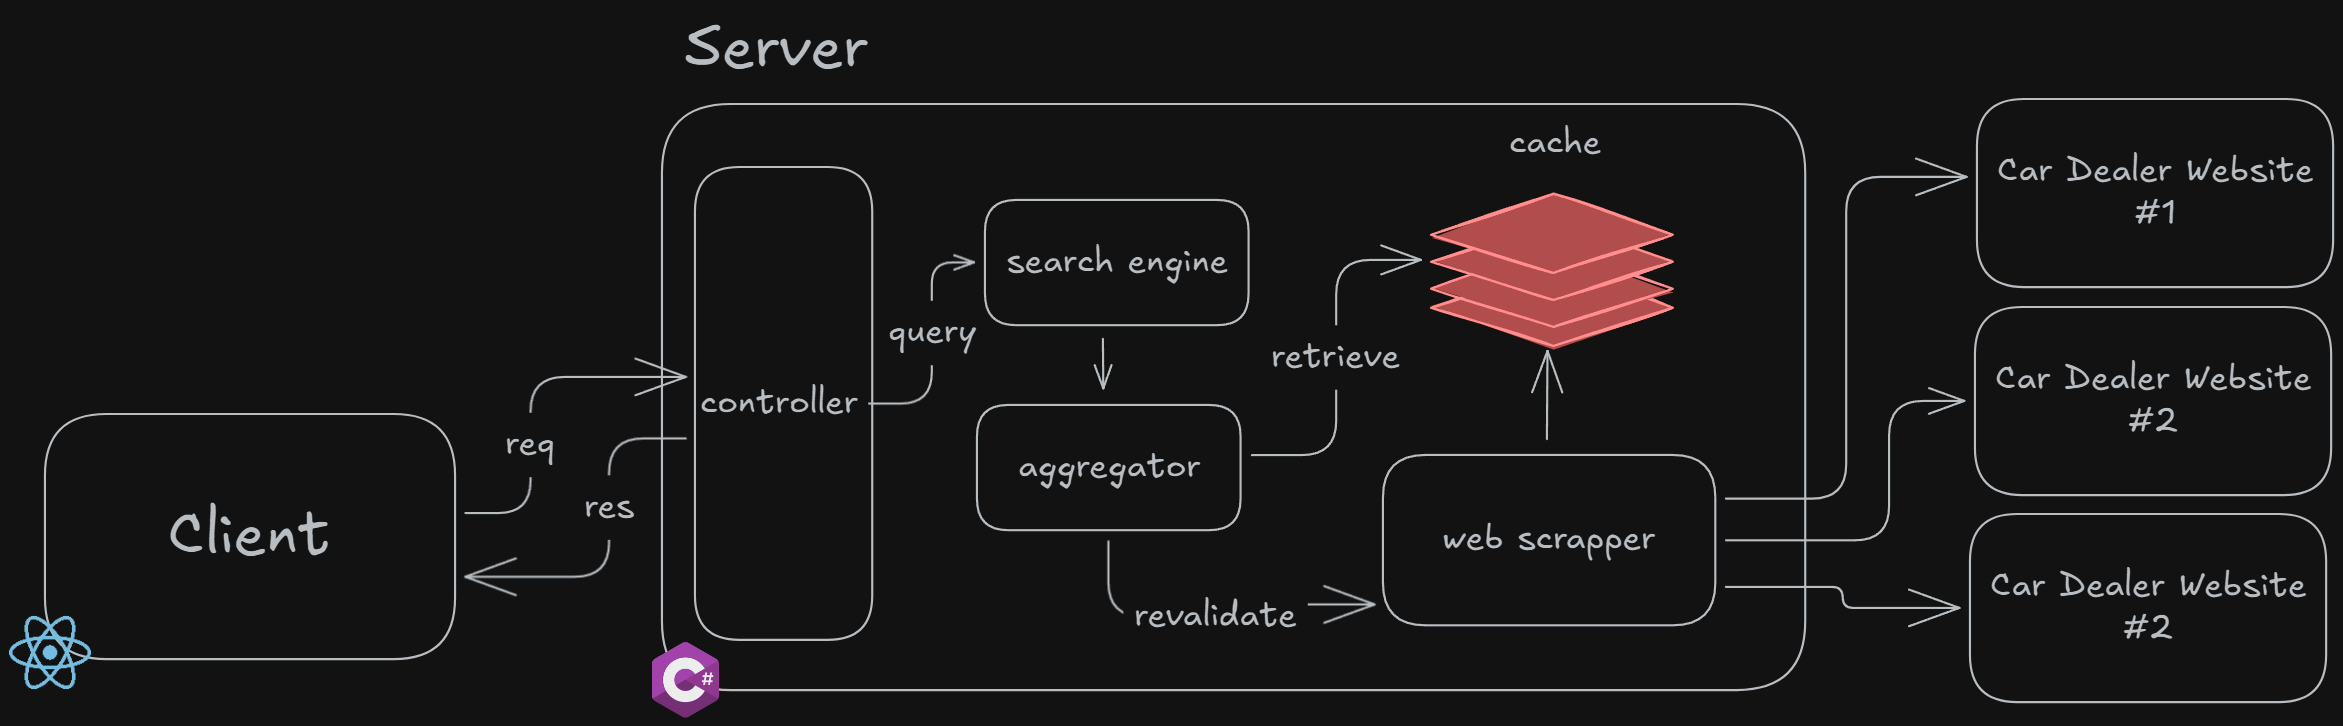 Server
cache
Car Dealer Website
#1
search engine
query
retrieve
controller
Car Dealer Website
#2
req
aggregator
res
Client
web scrapper
revalidate
Car Dealer Website
#2
C#